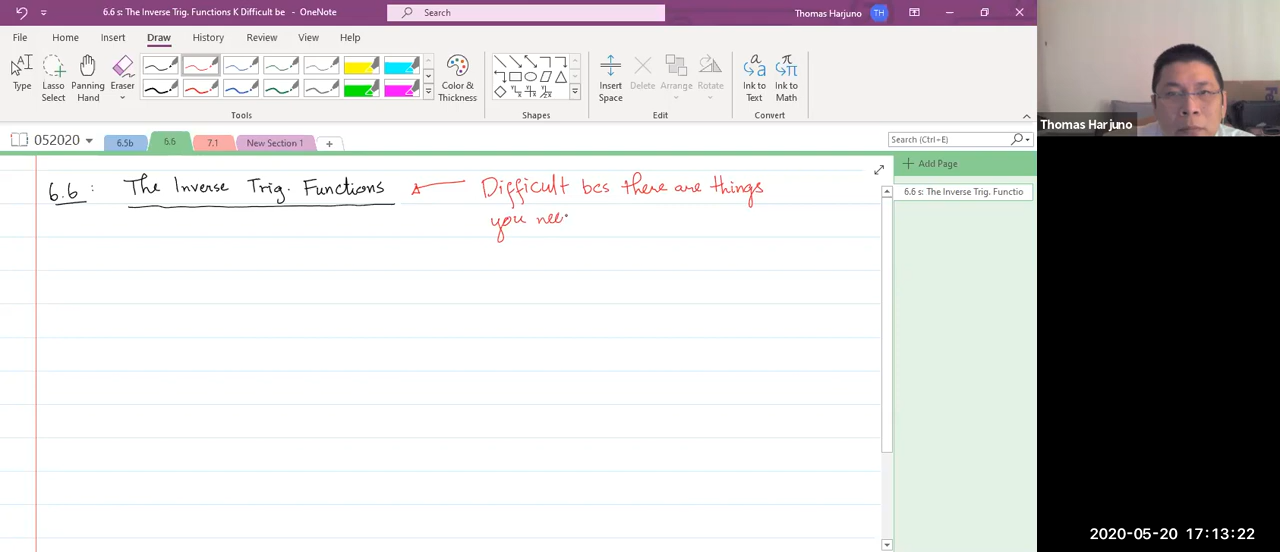 6.6 s: The Inverse Trig. Functions K Difficult be - OneNote
Search
Thomas Harjuno
TH
File Home Insert Draw History Review View Help
Type
Lasso Select
Panning Hand
Eraser
Color & Thickness
Insert Space
Delete
Arrange
Rotate
Ink to Text
Ink to Math
Tools
Shapes
Edit
Convert
052020
6.5b
6.6
7.1
New Section 1
Search (Ctrl+E)
Add Page
6.6 s: The Inverse Trig. Functio
6.6 : The Inverse Trig. Functions Difficult bcs there are things
you nee
Thomas Harjuno
2020-05-20 17:13:22